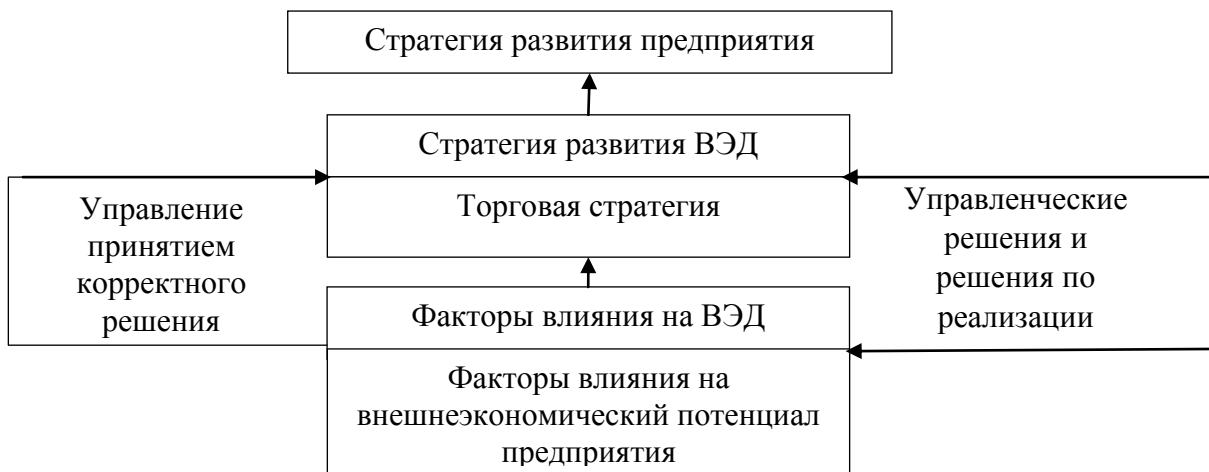 Стратегия развития предприятия
Стратегия развития ВЭД
Торговая стратегия
Управление
принятием
корректного
решения
Управленческие
решения и
решения по
реализации
Факторы влияния на ВЭД
Факторы влияния на
внешнеэкономический потенциал
предприятия